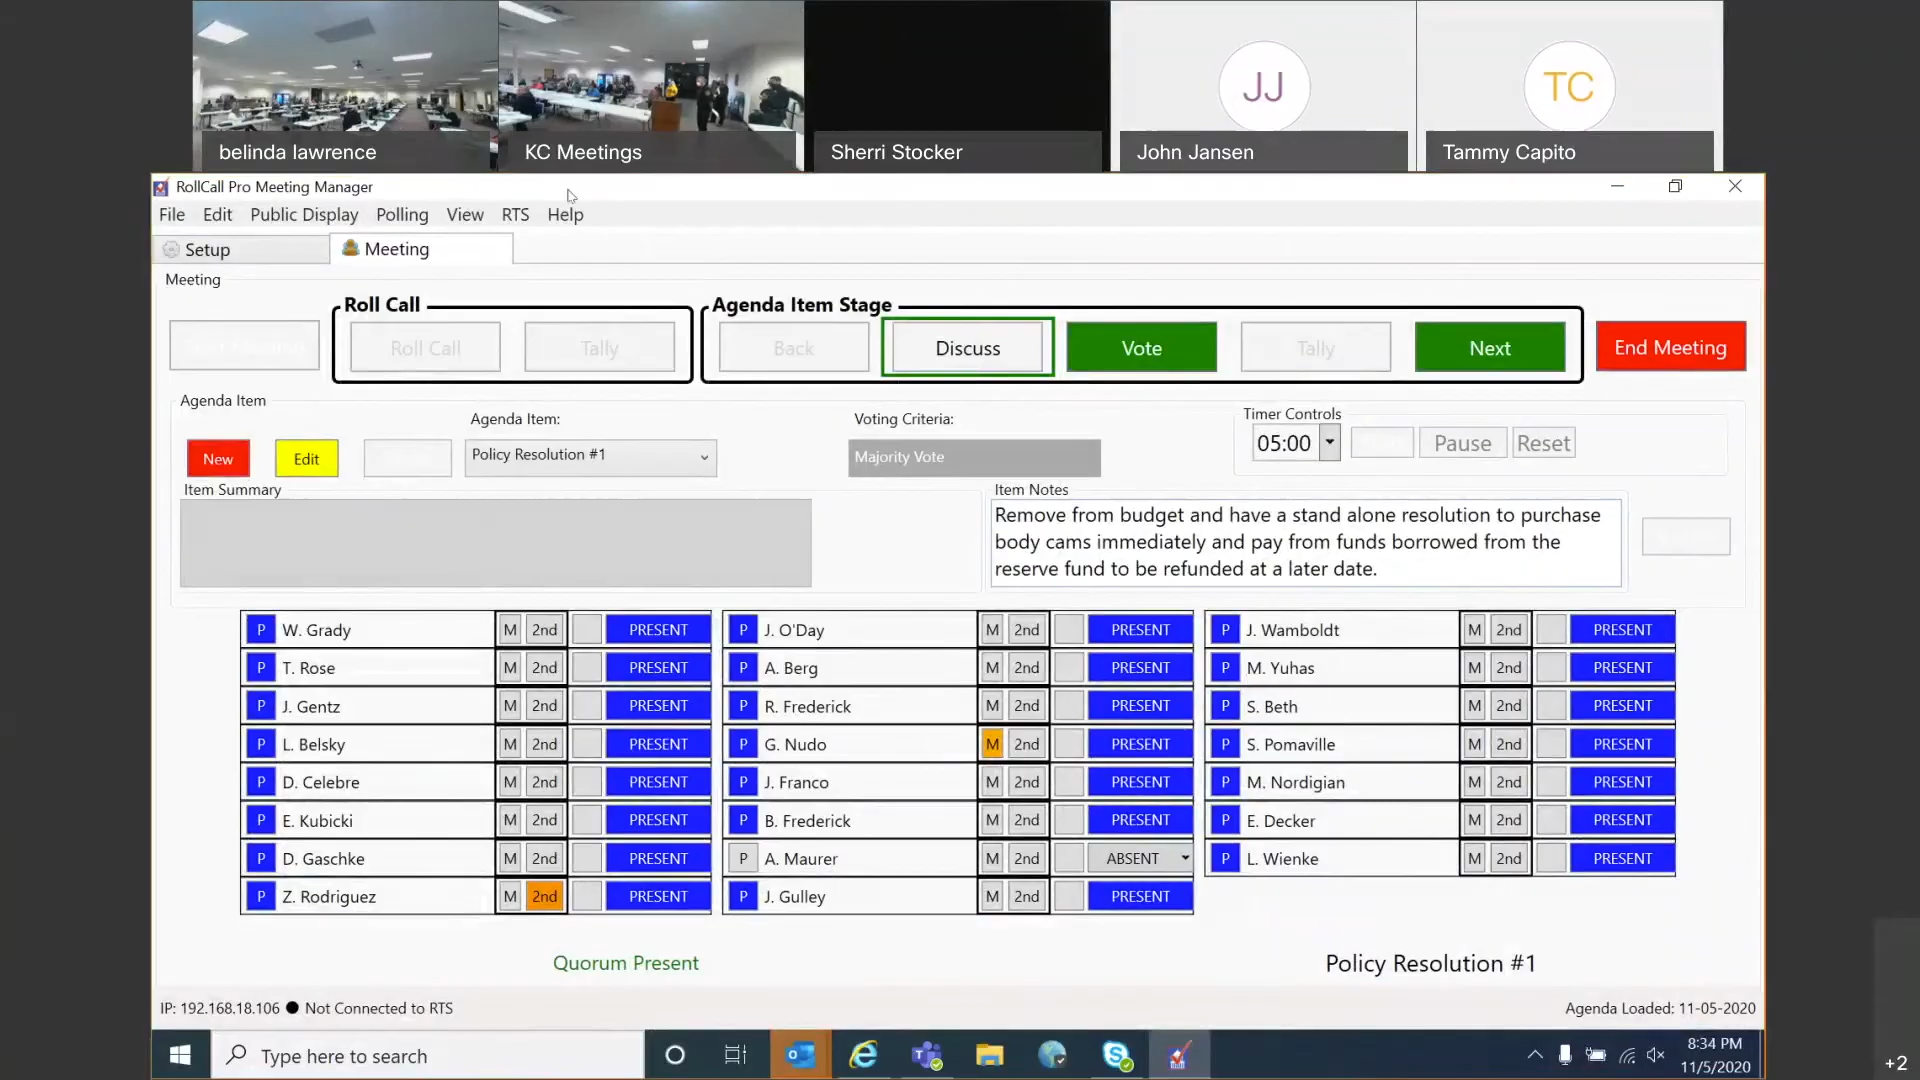 JJ
TC
belinda lawrence
KC Meetings
Sherri Stocker
John Jansen
Tammy Capito
RollCall Pro Meeting Manager
File Edit Public Display Polling View RTS Help
Setup
Meeting
Meeting
Roll Call
Agenda Item Stage
Roll Call
Tally
Back
Discuss
Vote
Tally
Next
End Meeting
Agenda Item
Agenda Item:
Voting Criteria:
Timer Controls
New
Edit
Policy Resolution #1
Majority Vote
05:00
Pause
Reset
Item Summary
Item Notes
Remove from budget and have a stand alone resolution to purchase
body cams immediately and pay from funds borrowed from the
reserve fund to be refunded at a later date.
P W. Grady M 2nd PRESENT
P J. O'Day M 2nd PRESENT
P J. Wamboldt M 2nd PRESENT
P T. Rose M 2nd PRESENT
P A. Berg M 2nd PRESENT
P M. Yuhas M 2nd PRESENT
P J. Gentz M 2nd PRESENT
P R. Frederick M 2nd PRESENT
P S. Beth M 2nd PRESENT
P L. Belsky M 2nd PRESENT
P G. Nudo M 2nd PRESENT
P S. Pomaville M 2nd PRESENT
P D. Celebre M 2nd PRESENT
P J. Franco M 2nd PRESENT
P M. Nordigian M 2nd PRESENT
P E. Kubicki M 2nd PRESENT
P B. Frederick M 2nd PRESENT
P E. Decker M 2nd PRESENT
P D. Gaschke M 2nd PRESENT
P A. Maurer M 2nd ABSENT
P L. Wienke M 2nd PRESENT
P Z. Rodriguez M 2nd PRESENT
P J. Gulley M 2nd PRESENT
Quorum Present
Policy Resolution #1
IP: 192.168.18.106 Not Connected to RTS
Agenda Loaded: 11-05-2020
Type here to search
8:34 PM
11/5/2020
+2